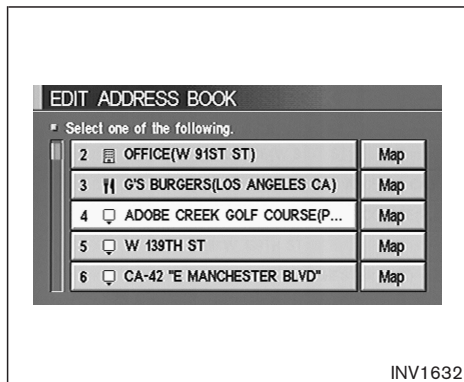 EDIT ADDRESS BOOK
Select one of the following.
2 OFFICE(W 91ST ST) Map
3 G'S BURGERS(LOS ANGELES CA) Map
4 ADOBE CREEK GOLF COURSE(P... Map
5 W 139TH ST Map
6 CA-42 "E MANCHESTER BLVD" Map
INV1632